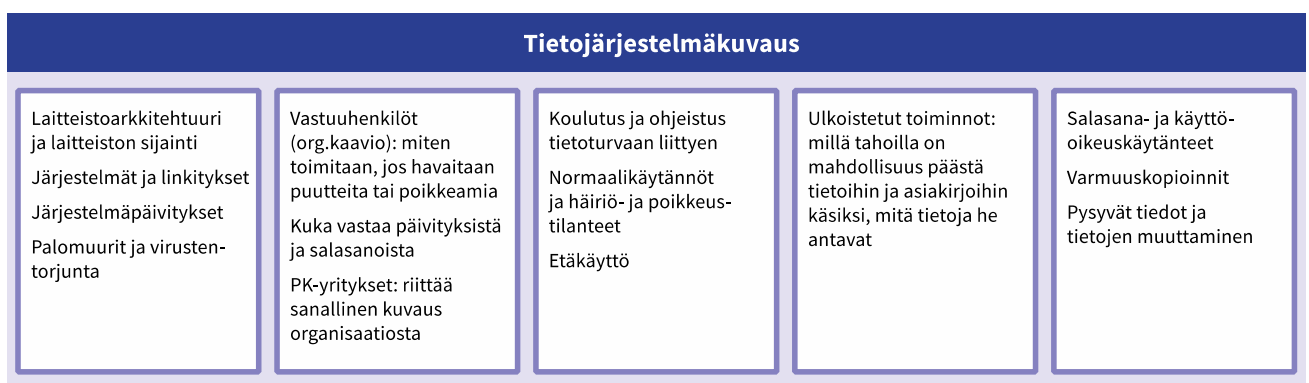 Tietojärjestelmäkuvaus
Laitteistoarkkitehtuuri
ja laitteiston sijainti
Järjestelmät ja linkitykset
Järjestelmäpäivitykset
Palomuurit ja virusten-
torjunta
Vastuuhenkilöt
(org.kaavio): miten
toimitaan, jos havaitaan
puutteita tai poikkeamia
Kuka vastaa päivityksistä
ja salasanoista
PK-yritykset: riittää
sanallinen kuvaus
organisaatiosta
Koulutus ja ohjeistus
tietoturvaan liittyen
Normaalikäytännöt
ja häiriö- ja poikkeus-
tilanteet
Etäkäyttö
Ulkoistetut toiminnot:
millä tahoilla on
mahdollisuus päästä
tietoihin ja asiakirjoihin
käsiksi, mitä tietoja he
antavat
Salasana- ja käyttö-
oikeuskäytänteet
Varmuuskopioinnit
Pysyvät tiedot ja
tietojen muuttaminen